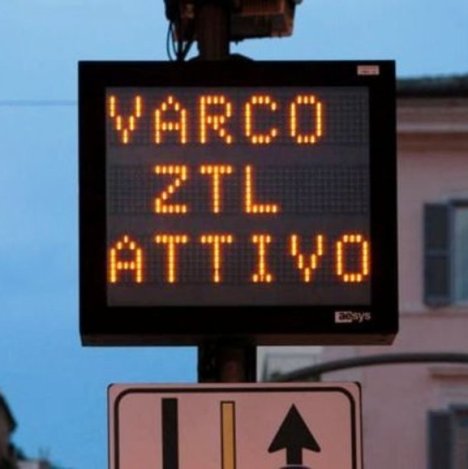 VARCO
ZTL
ATTIVO
aesys